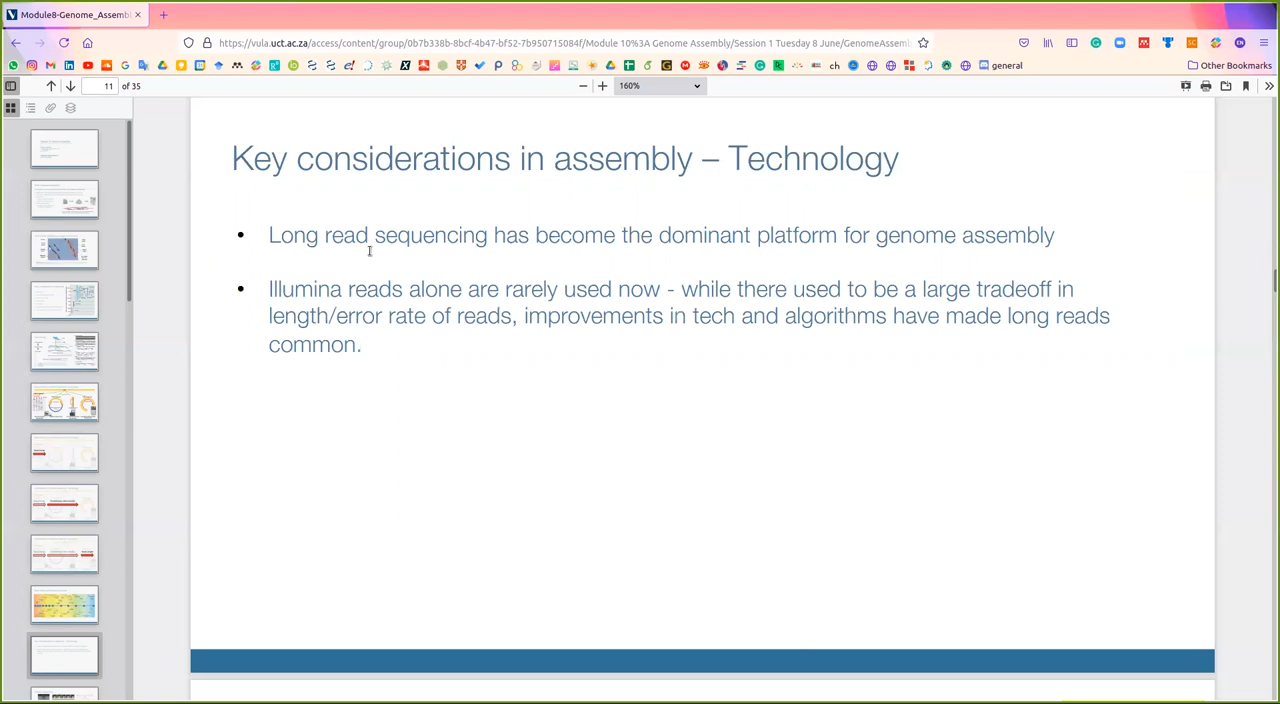 Module8-Genome_Assembl
https://vula.uct.ac.za/access/content/group/0b7b338b-8bcf-4b47-bf52-7b950715084f/Module 10%3A Genome Assembly/Session 1 Tuesday 8 June/GenomeAssemb
ch
general
Other Bookmarks
11 of 35
160%
Key considerations in assembly – Technology
• Long read sequencing has become the dominant platform for genome assembly
• Illumina reads alone are rarely used now - while there used to be a large tradeoff in
length/error rate of reads, improvements in tech and algorithms have made long reads
common.